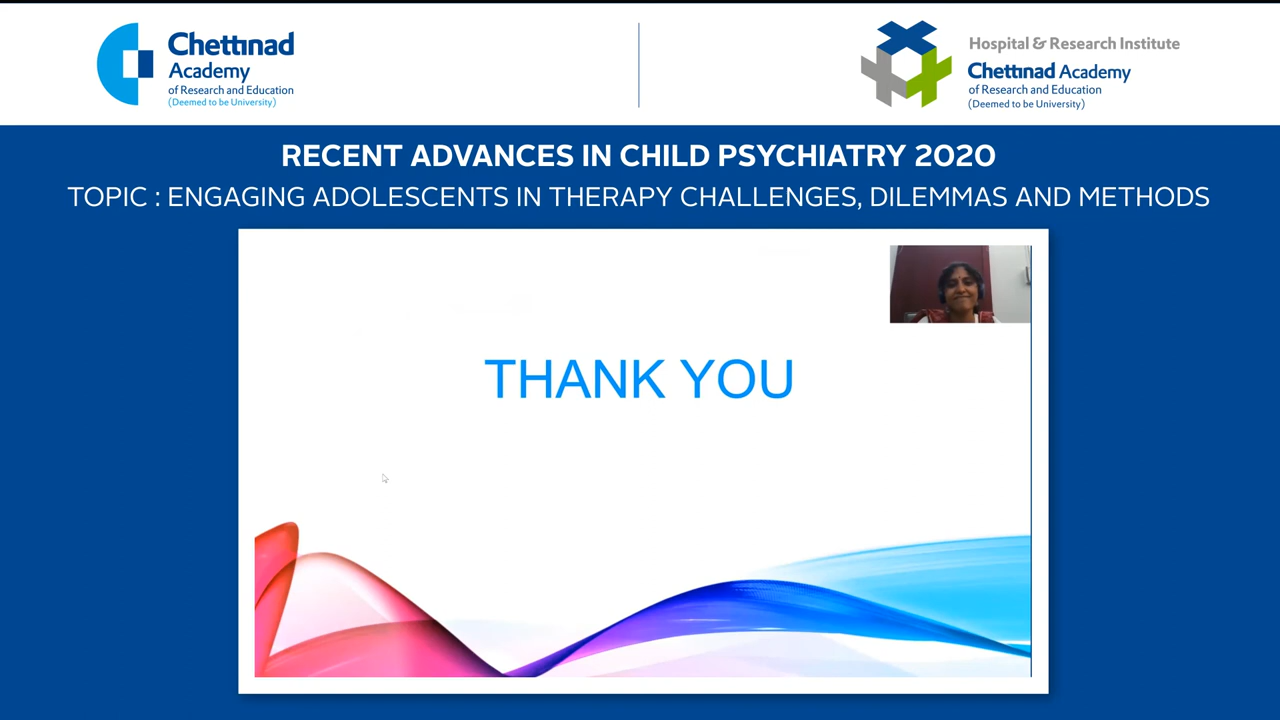 Chettinad
Academy
of Research and Education
(Deemed to be University)
Hospital & Research Institute
Chettinad Academy
of Research and Education
(Deemed to be University)
RECENT ADVANCES IN CHILD PSYCHIATRY 2020
TOPIC : ENGAGING ADOLESCENTS IN THERAPY CHALLENGES, DILEMMAS AND METHODS
THANK YOU